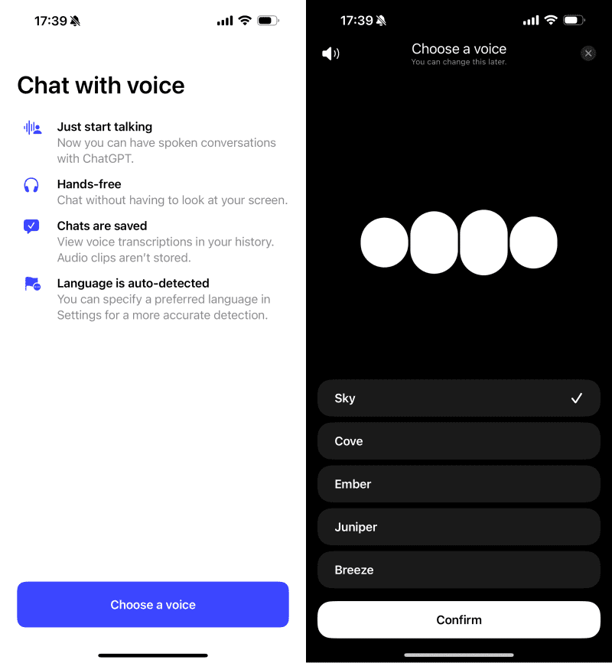 17:39
Chat with voice
Just start talking
Now you can have spoken conversations
with ChatGPT.
Hands-free
Chat without having to look at your screen.
Chats are saved
View voice transcriptions in your history.
Audio clips aren't stored.
Language is auto-detected
You can specify a preferred language in
Settings for a more accurate detection.
Choose a voice
17:39
Choose a voice
You can change this later.
Sky
Cove
Ember
Juniper
Breeze
Confirm